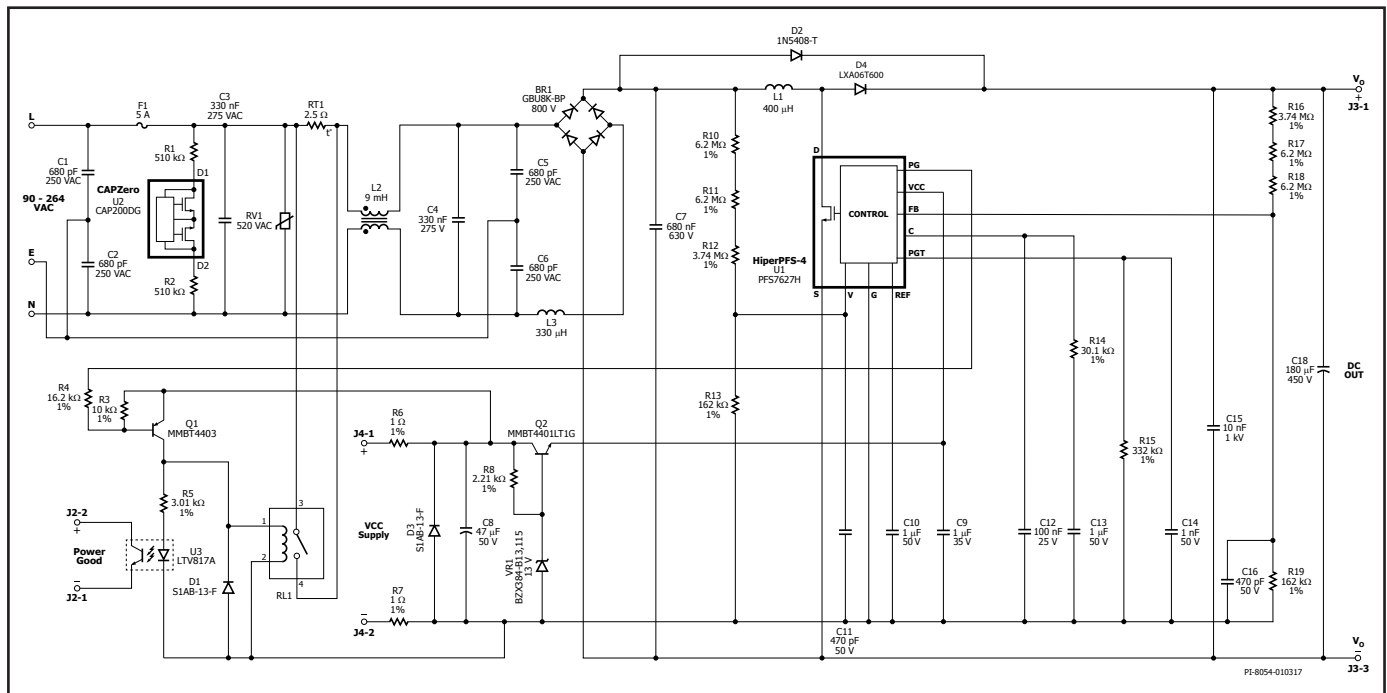 D2
1N5408-T
D4
LXA06T600
L1
400 μH
V_O
+
J3-1
BR1
GBU8K-BP
800 V
C3
330 nF
275 VAC
RT1
2.5 Ω
t°
F1
5 A
L
R1
510 kΩ
D1
C1
680 pF
250 VAC
CAPZero
U2
CAP200DG
90 - 264
VAC
RV1
520 VAC
C2
680 pF
250 VAC
D2
R2
510 kΩ
E
N
L2
9 mH
C4
330 nF
275 V
C5
680 pF
250 VAC
C6
680 pF
250 VAC
L3
330 μH
C7
680 nF
630 V
R10
6.2 MΩ
1%
R11
6.2 MΩ
1%
R12
3.74 MΩ
1%
D
PG
VCC
FB
CONTROL
C
PGT
HiperPFS-4
U1
PFS7627H
S
V
G
REF
R16
3.74 MΩ
1%
R17
6.2 MΩ
1%
R18
6.2 MΩ
1%
R13
162 kΩ
1%
R14
30.1 kΩ
1%
C18
180 μF
450 V
DC
OUT
C15
10 nF
1 kV
R15
332 kΩ
1%
R4
16.2 kΩ
1%
R3
10 kΩ
1%
Q1
MMBT4403
R5
3.01 kΩ
1%
J2-2
+
Power
Good
J2-1
–
U3
LTV817A
D1
S1AB-13-F
3
1
2
4
RL1
J4-1
+
R6
1 Ω
1%
Q2
MMBT4401LT1G
R8
2.21 kΩ
1%
VCC
Supply
D3
S1AB-13-F
C8
47 μF
50 V
VR1
BZX384-B13,115
13 V
R7
1 Ω
1%
–
J4-2
C11
470 pF
50 V
C10
1 μF
50 V
C9
1 μF
35 V
C12
100 nF
25 V
C13
1 μF
50 V
C14
1 nF
50 V
C16
470 pF
50 V
R19
162 kΩ
1%
V_O
–
J3-3
PI-8054-010317